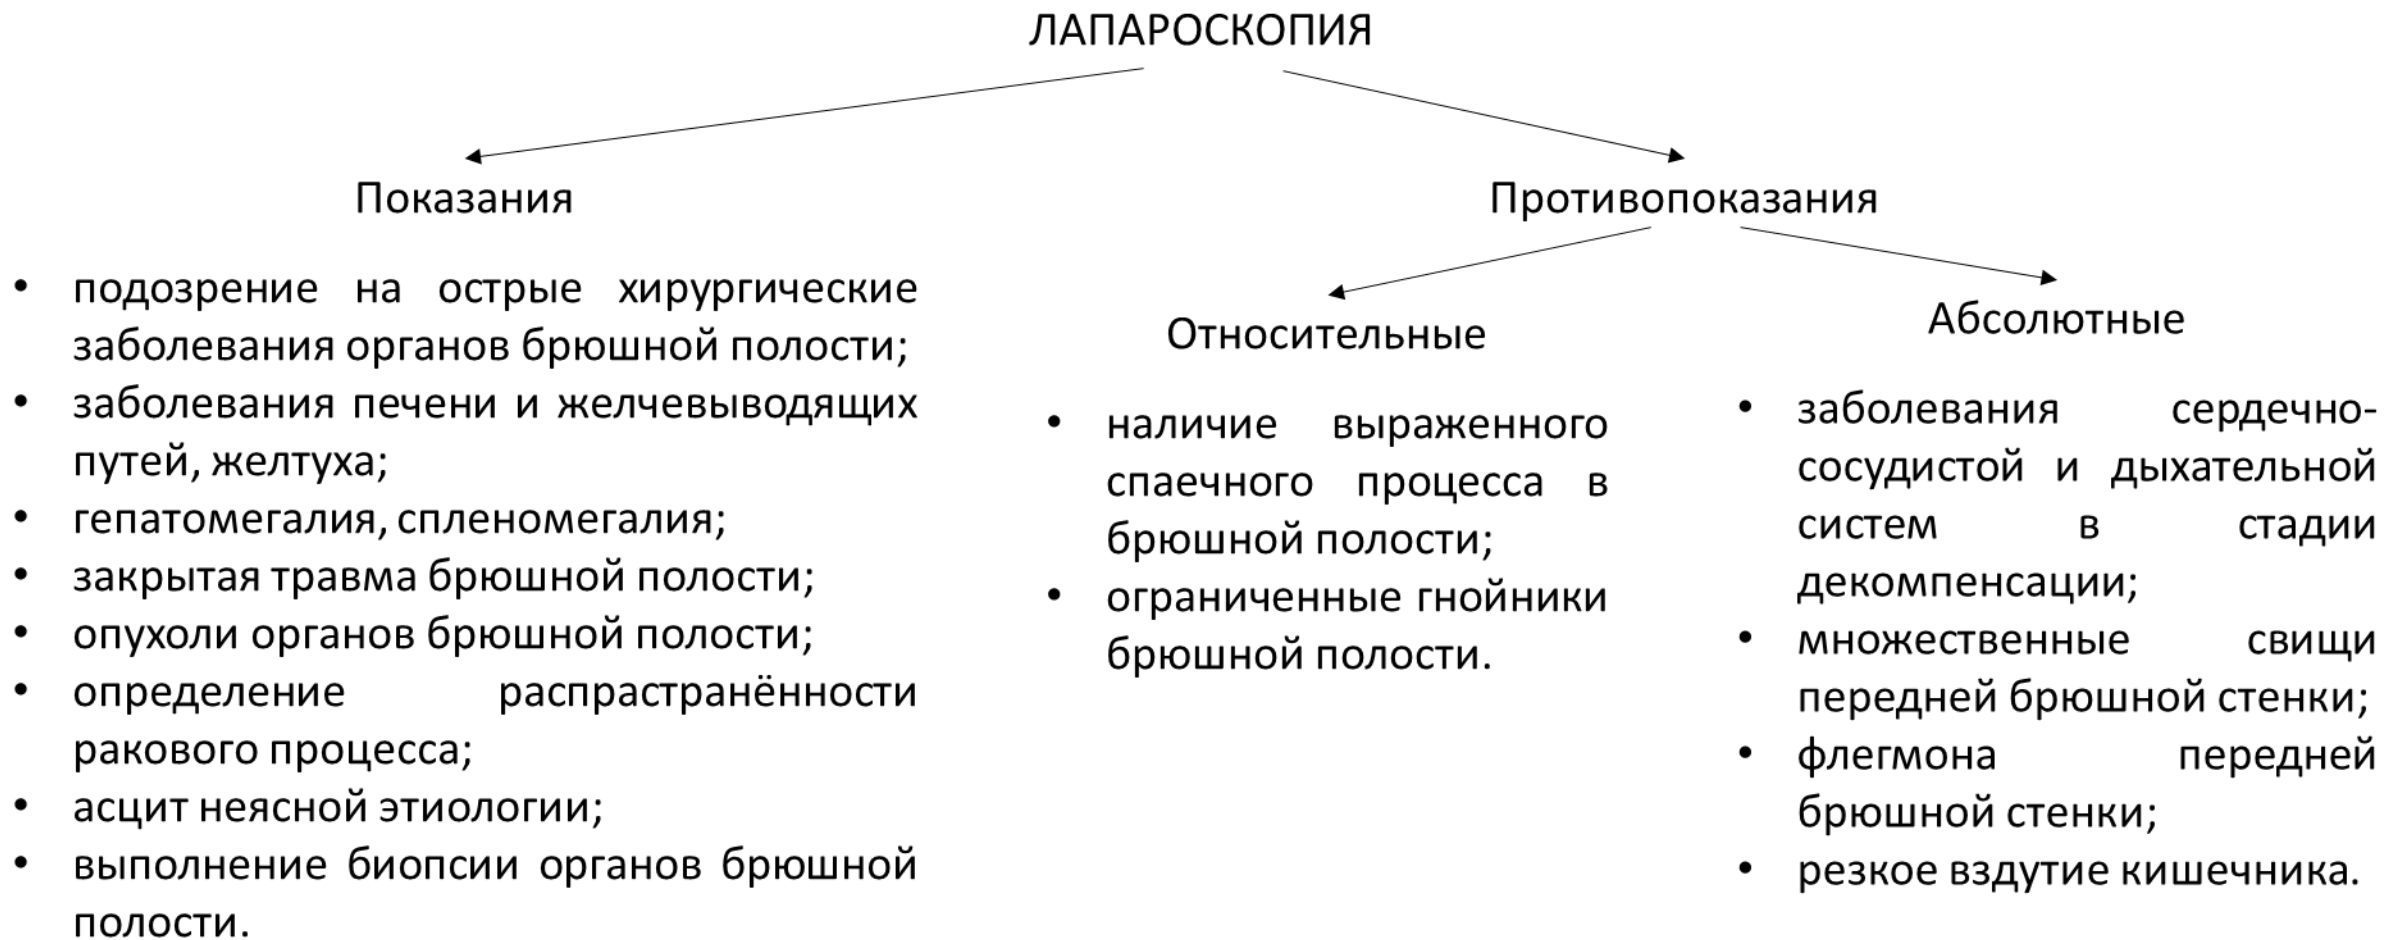 ЛАПАРОСКОПИЯ
Показания
• подозрение на острые хирургические
заболевания органов брюшной полости;
• заболевания печени и желчевыводящих
путей, желтуха;
• гепатомегалия, спленомегалия;
• закрытая травма брюшной полости;
• опухоли органов брюшной полости;
• определение распрастранённости
ракового процесса;
• асцит неясной этиологии;
• выполнение биопсии органов брюшной
полости.
Противопоказания
Относительные
• наличие выраженного
спаечного процесса в
брюшной полости;
• ограниченные гнойники
брюшной полости.
Абсолютные
• заболевания сердечно-
сосудистой и дыхательной
систем в стадии
декомпенсации;
• множественные свищи
передней брюшной стенки;
• флегмона передней
брюшной стенки;
• резкое вздутие кишечника.